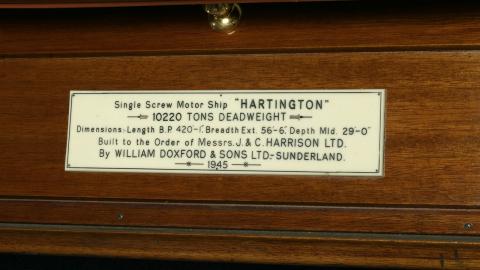 Single Screw Motor Ship "HARTINGTON"
10220 TONS DEADWEIGHT
Dimensions:- Length B.P. 420'-1". Breadth Ext. 56'-6". Depth Mld. 29'-0"
Built to the Order of Messrs. J. & C. HARRISON LTD.
By WILLIAM DOXFORD & SONS LTD.- SUNDERLAND.
1945